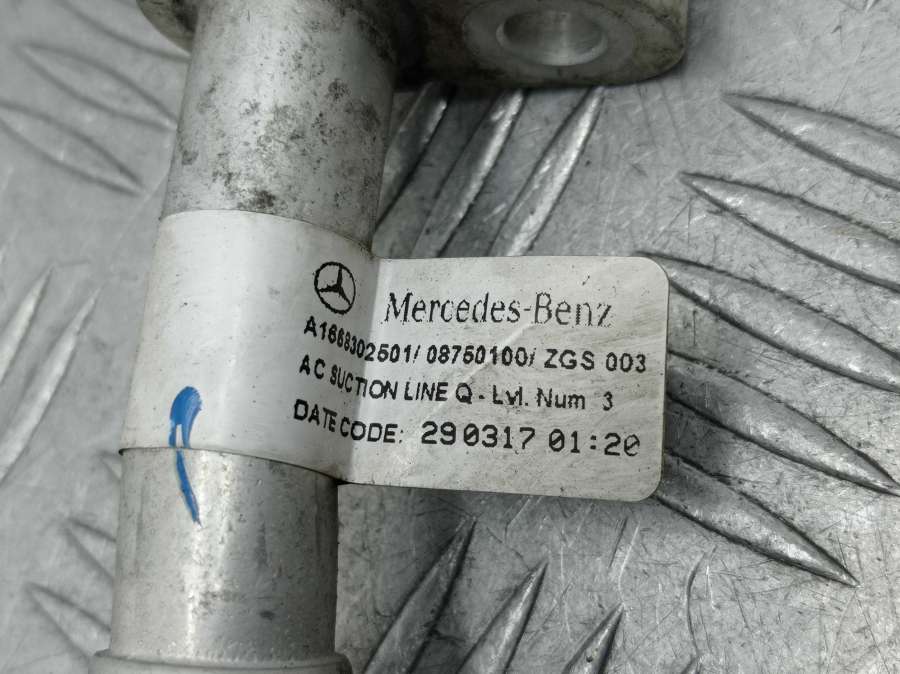 Mercedes-Benz
A1668302501/08750100/ZGS 003
AC SUCTION LINE Q - Lvl. Num 3
DATE CODE: 290317 01:20